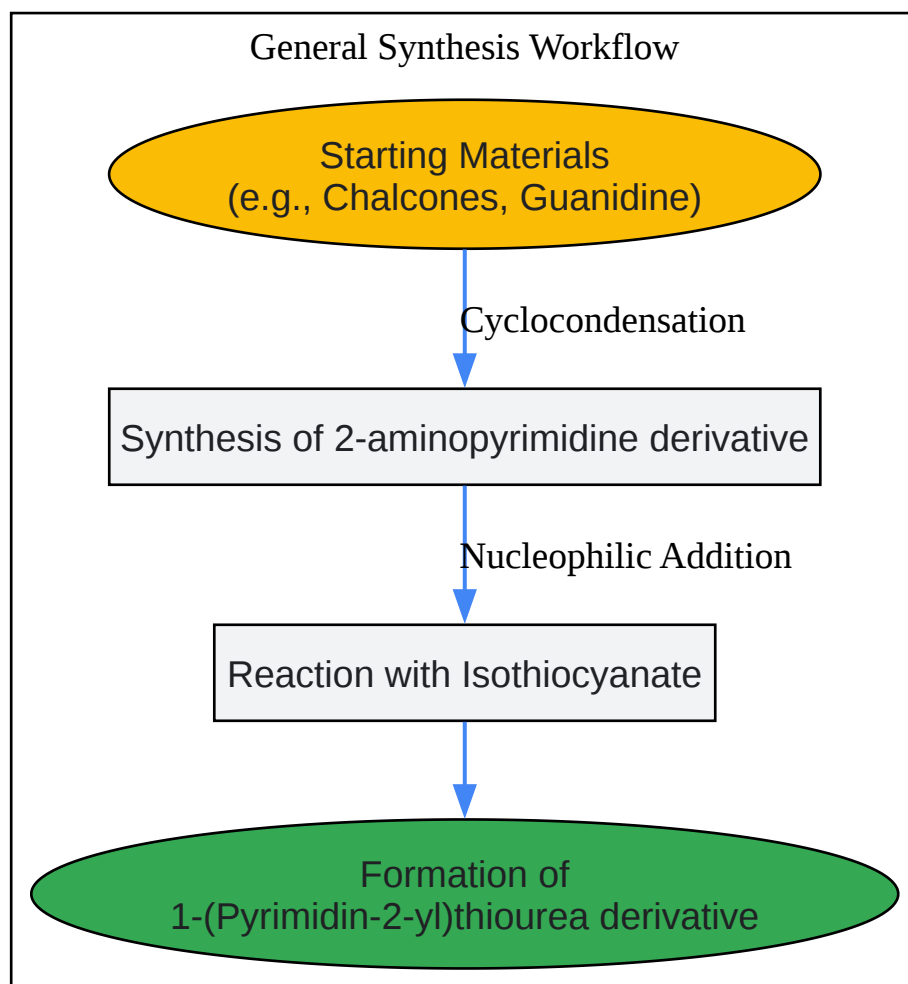 General Synthesis Workflow
Starting Materials
(e.g., Chalcones, Guanidine)
Cyclocondensation
Synthesis of 2-aminopyrimidine derivative
Nucleophilic Addition
Reaction with Isothiocyanate
Formation of
1-(Pyrimidin-2-yl)thiourea derivative